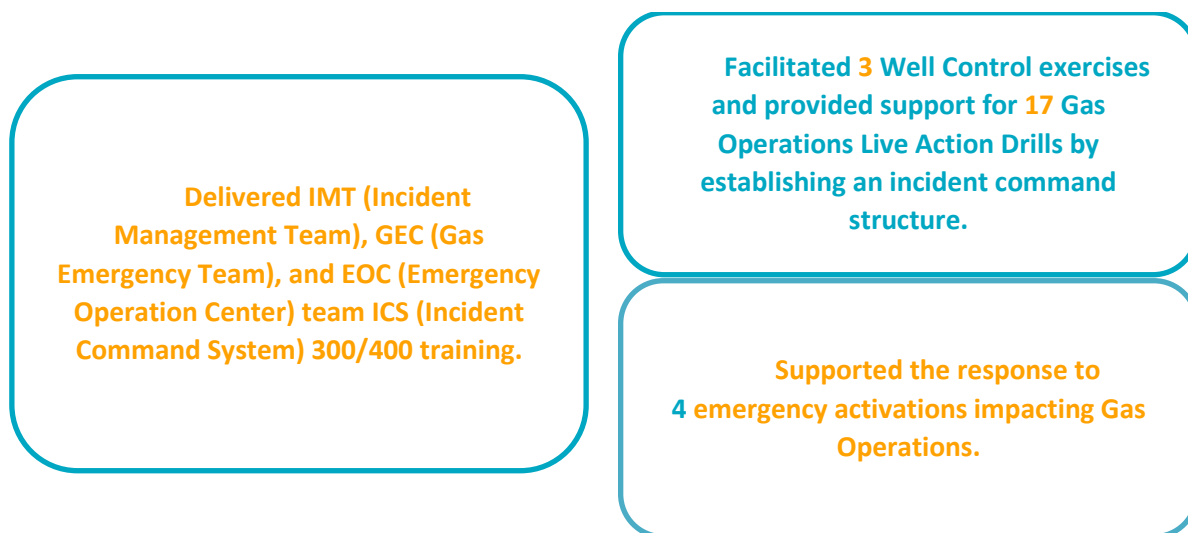 Delivered IMT (Incident
Management Team), GEC (Gas
Emergency Team), and EOC (Emergency
Operation Center) team ICS (Incident
Command System) 300/400 training.
Facilitated 3 Well Control exercises
and provided support for 17 Gas
Operations Live Action Drills by
establishing an incident command
structure.
Supported the response to
4 emergency activations impacting Gas
Operations.